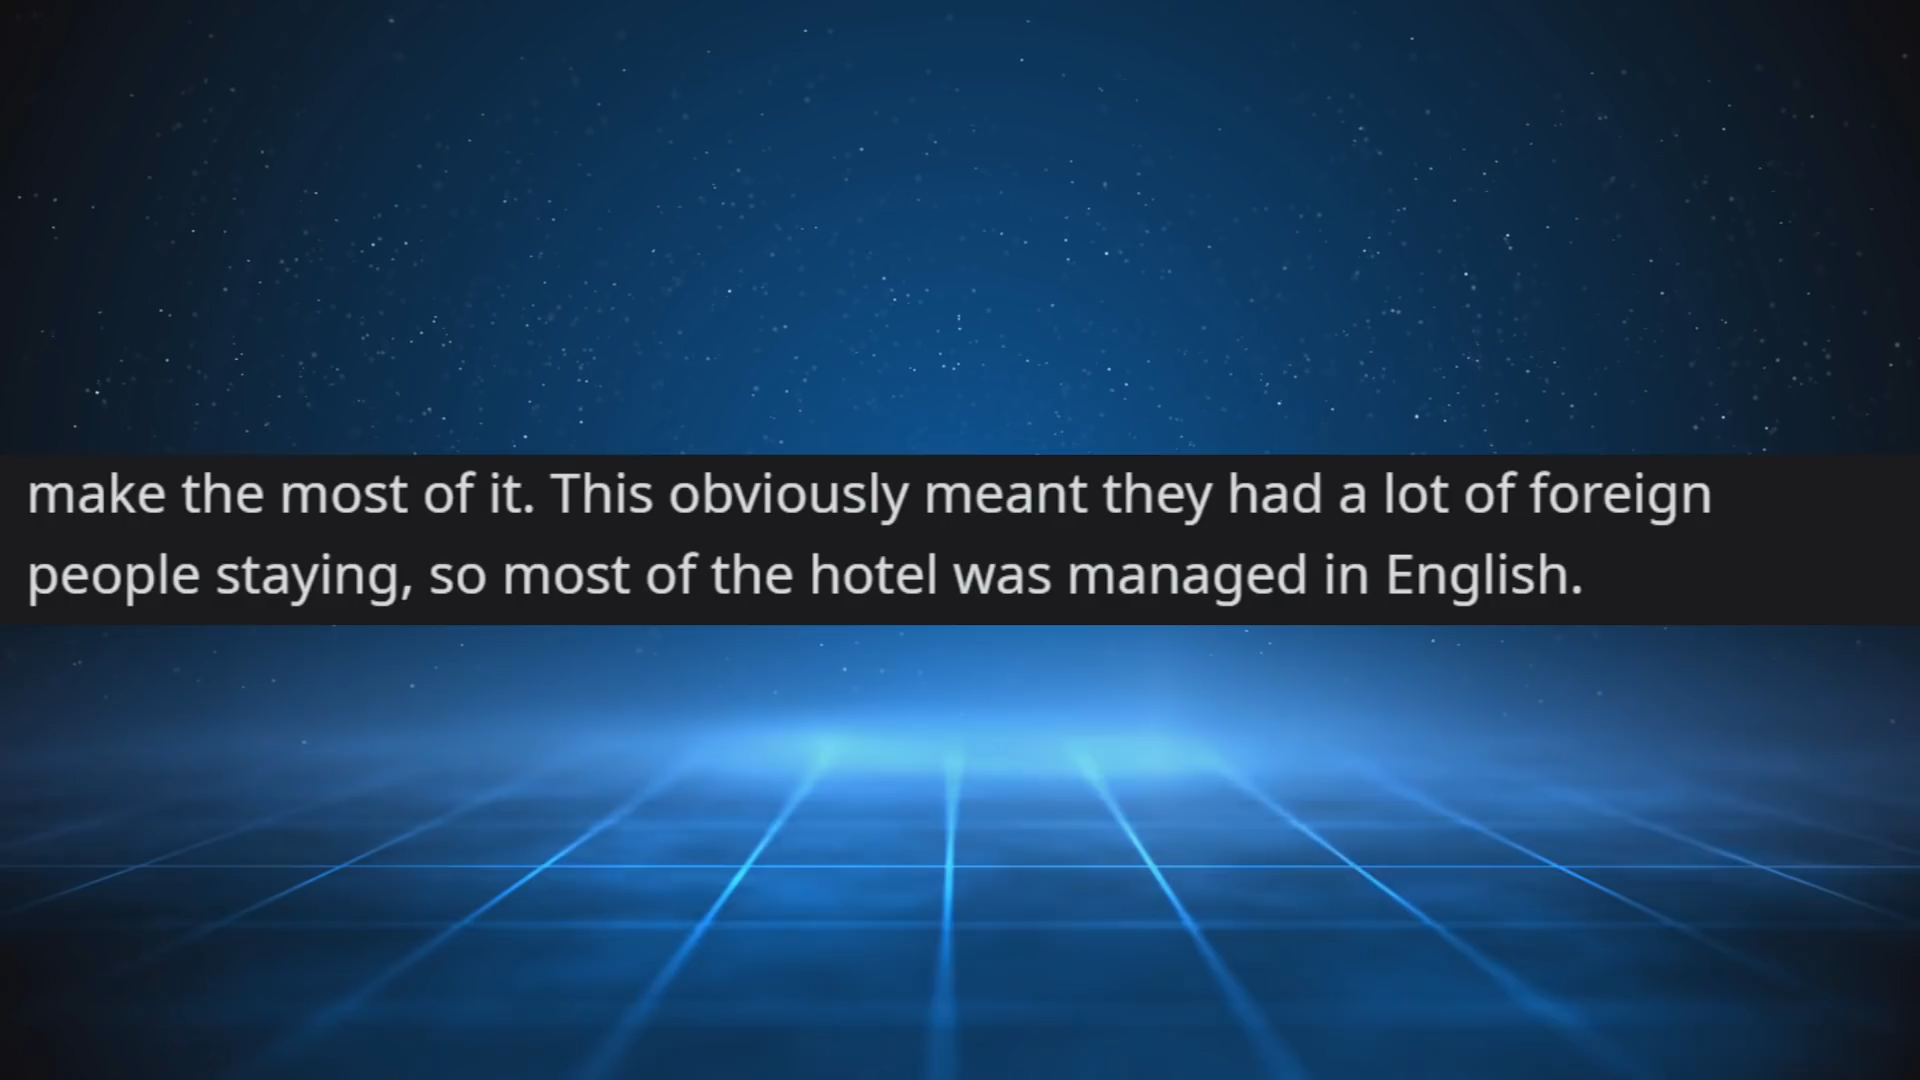 make the most of it. This obviously meant they had a lot of foreign
people staying, so most of the hotel was managed in English.